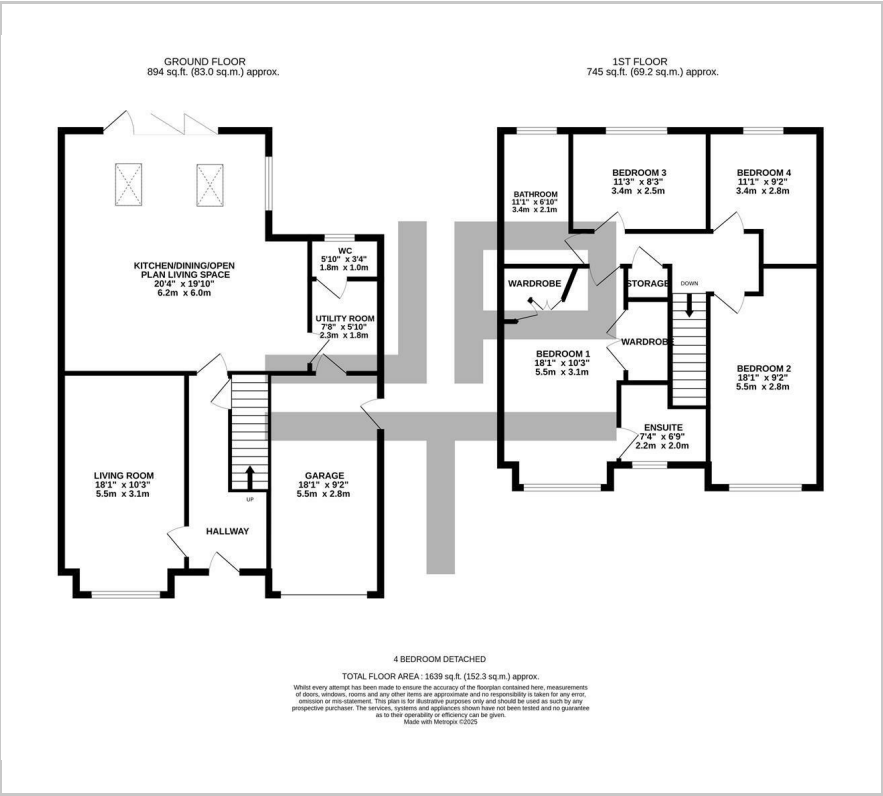 GROUND FLOOR
894 sq.ft. (83.0 sq.m.) approx.
KITCHEN/DINING/OPEN
PLAN LIVING SPACE
20'4" x 19'10"
6.2m x 6.0m
WC
5'10" x 3'4"
1.8m x 1.0m
UTILITY ROOM
7'8" x 5'10"
2.3m x 1.8m
LIVING ROOM
18'1" x 10'3"
5.5m x 3.1m
UP
HALLWAY
GARAGE
18'1" x 9'2"
5.5m x 2.8m
1ST FLOOR
745 sq.ft. (69.2 sq.m.) approx.
BATHROOM
11'1" x 6'10"
3.4m x 2.1m
BEDROOM 3
11'3" x 8'3"
3.4m x 2.5m
BEDROOM 4
11'1" x 9'2"
3.4m x 2.8m
WARDROBE
STORAGE
DOWN
WARDROBE
BEDROOM 1
18'1" x 10'3"
5.5m x 3.1m
BEDROOM 2
18'1" x 9'2"
5.5m x 2.8m
ENSUITE
7'4" x 6'9"
2.2m x 2.0m
4 BEDROOM DETACHED
TOTAL FLOOR AREA : 1639 sq.ft. (152.3 sq.m.) approx.
Whilst every attempt has been made to ensure the accuracy of the floorplan contained here, measurements
of doors, windows, rooms and any other items are approximate and no responsibility is taken for any error,
omission or mis-statement. This plan is for illustrative purposes only and should be used as such by any
prospective purchaser. The services, systems and appliances shown have not been tested and no guarantee
as to their operability or efficiency can be given.
Made with Metropix ©2025